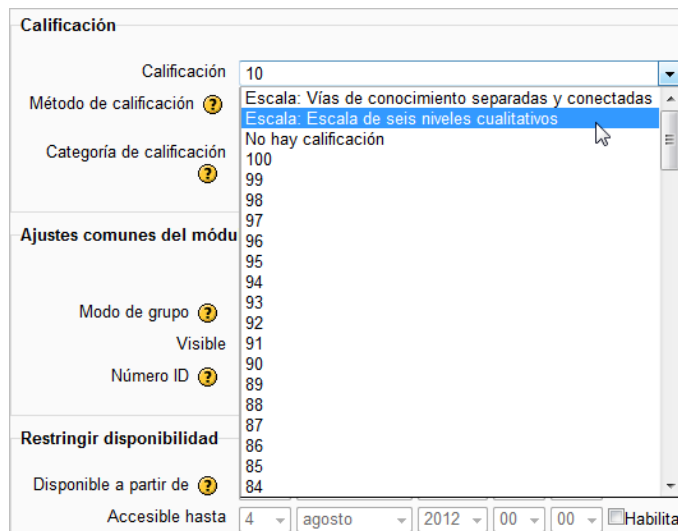 Calificación
Calificación 10
Método de calificación ?
Escala: Vías de conocimiento separadas y conectadas
Escala: Escala de seis niveles cualitativos
Categoría de calificación ?
No hay calificación
100
99
98
97
Ajustes comunes del módu
96
95
94
Modo de grupo ?
93
92
Visible
91
Número ID ?
90
89
88
87
Restringir disponibilidad
86
85
Disponible a partir de ?
84
Accesible hasta 4 agosto 2012 00 00 Habilita